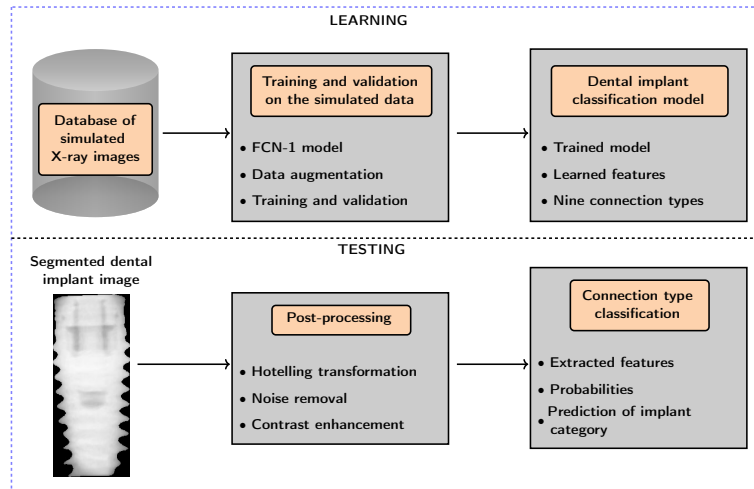 LEARNING
Database of
simulated
X-ray images
Training and validation
on the simulated data
• FCN-1 model
• Data augmentation
• Training and validation
Dental implant
classification model
• Trained model
• Learned features
• Nine connection types
TESTING
Segmented dental
implant image
Post-processing
• Hotelling transformation
• Noise removal
• Contrast enhancement
Connection type
classification
• Extracted features
• Probabilities
• Prediction of implant
category